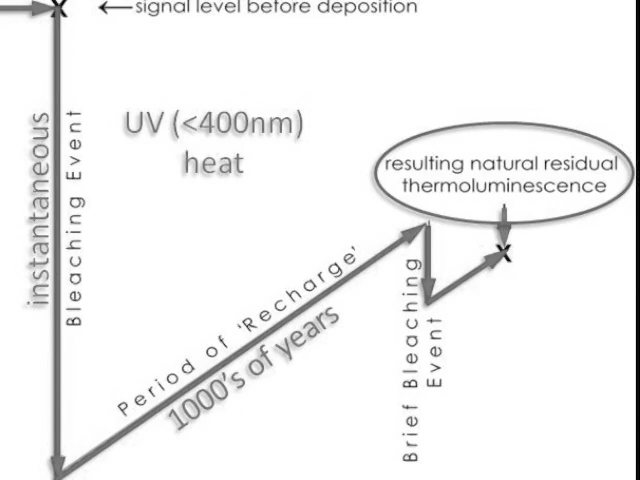 signal level before deposition
UV (<400nm)
heat
instantaneous
Bleaching Event
resulting natural residual
thermoluminescence
Period of 'Recharge'
1000's of years
Brief Bleaching
Event
X
X